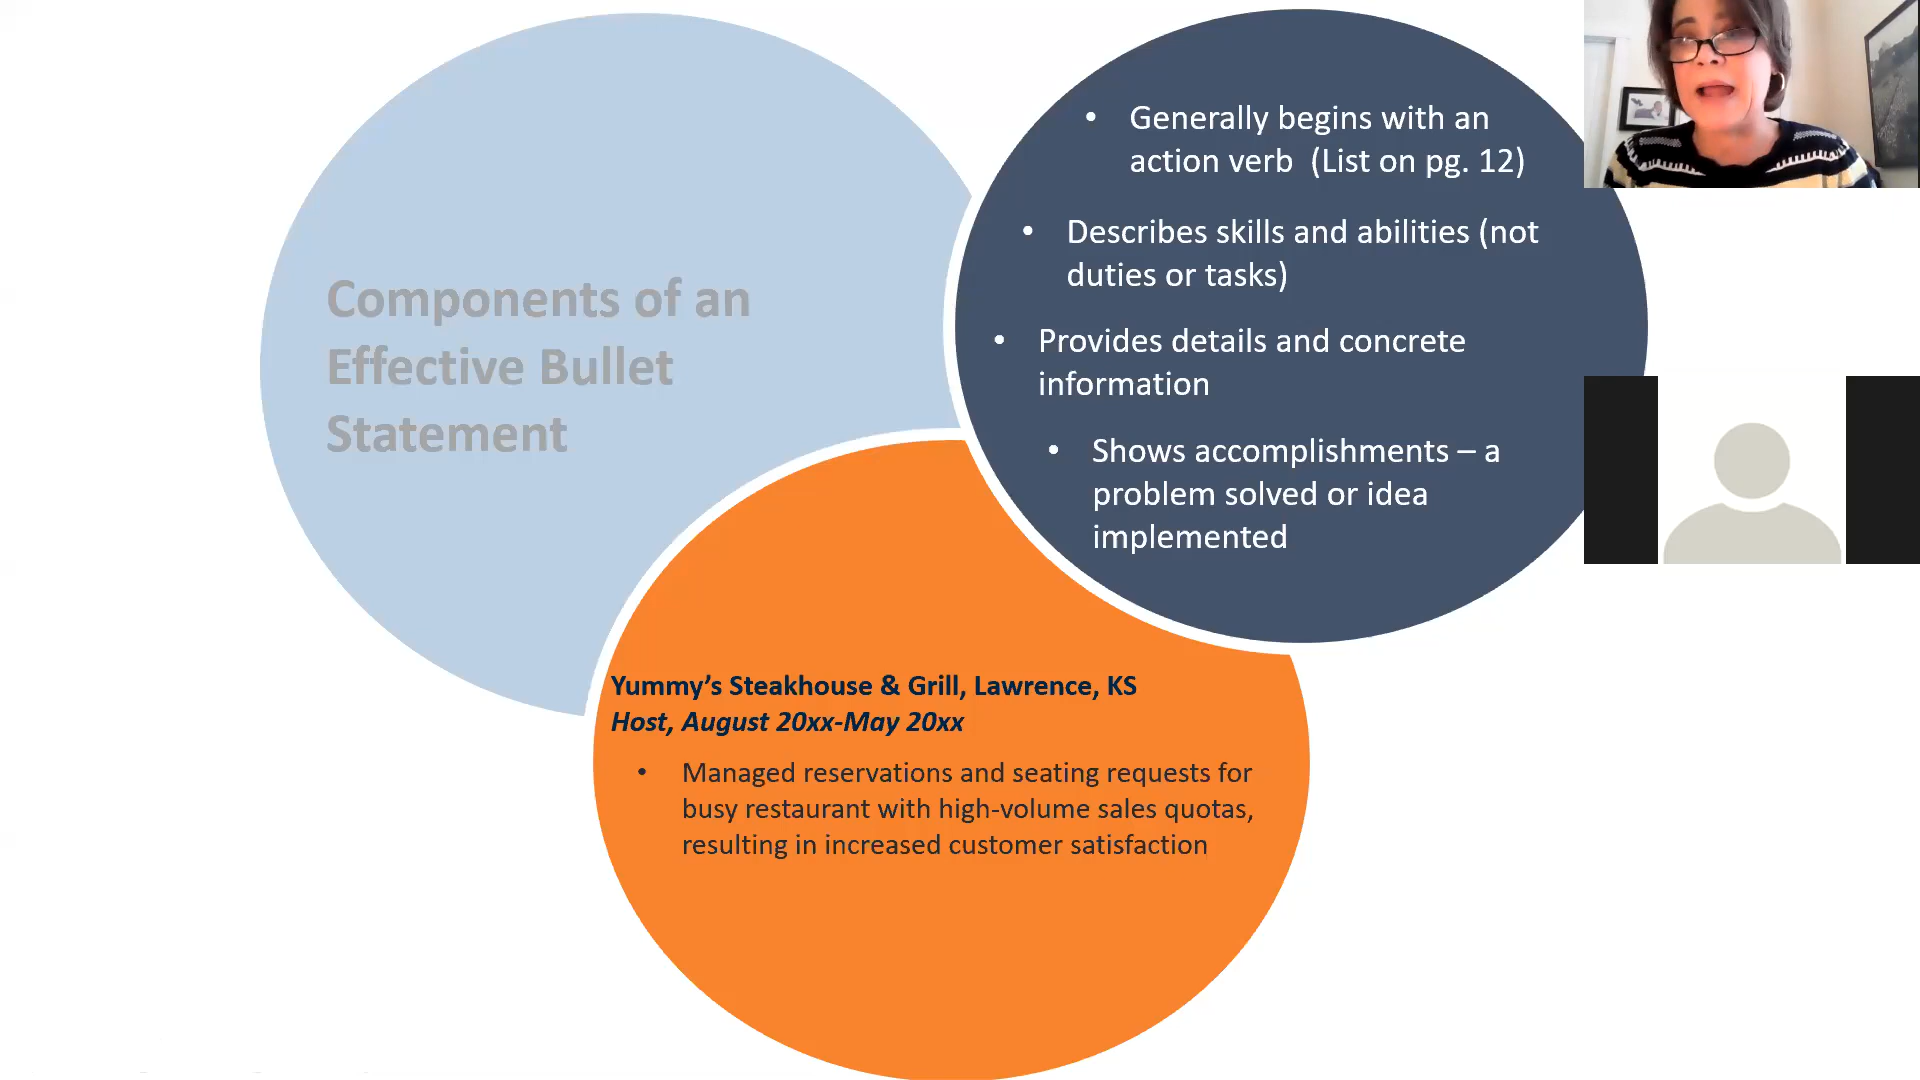 Components of an
Effective Bullet
Statement
• Generally begins with an
action verb  (List on pg. 12)
• Describes skills and abilities (not
duties or tasks)
• Provides details and concrete
information
• Shows accomplishments – a
problem solved or idea
implemented
Yummy’s Steakhouse & Grill, Lawrence, KS
Host, August 20xx-May 20xx
• Managed reservations and seating requests for
busy restaurant with high-volume sales quotas,
resulting in increased customer satisfaction